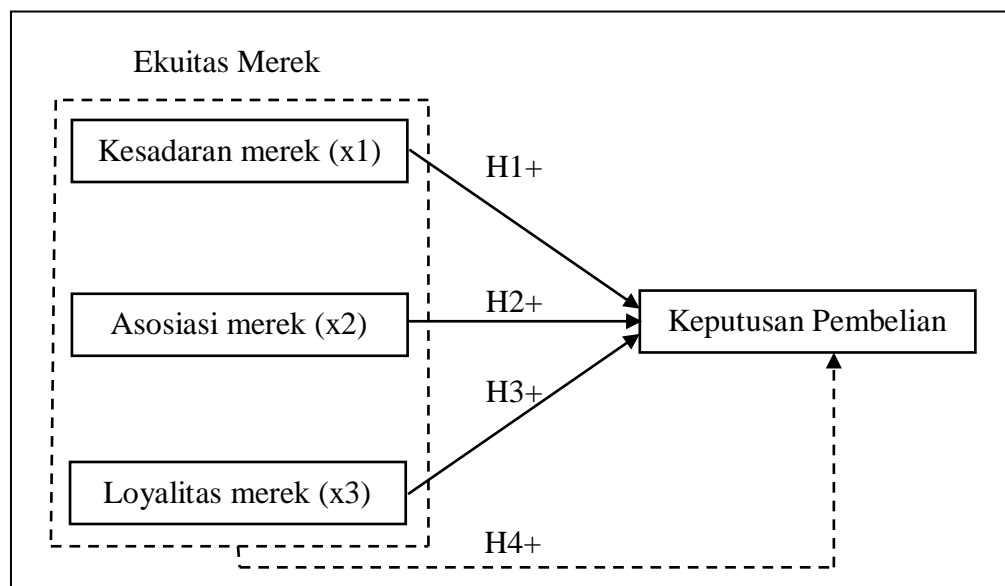 Ekuitas Merek
Kesadaran merek (x1)
H1+
Asosiasi merek (x2)
H2+
Keputusan Pembelian
H3+
Loyalitas merek (x3)
H4+